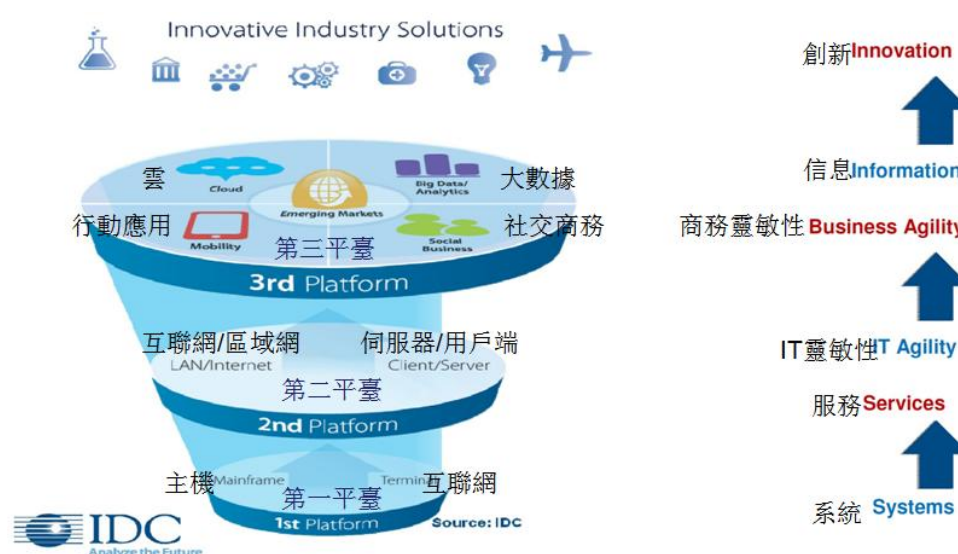 Innovative Industry Solutions
雲
Cloud
Big Data/
Analytics
大數據
Emerging Markets
行動應用
Mobility
Social
Business
社交商務
第三平臺
3rd Platform
互聯網/區域網
伺服器/用戶端
LAN/Internet
Client/Server
第二平臺
2nd Platform
主機Mainframe
Terminal
互聯網
第一平臺
1st Platform
Source: IDC
IDC
Analyze the Future
創新Innovation
信息Information
商務靈敏性 Business Agility
IT靈敏性IT Agility
服務Services
系統 Systems